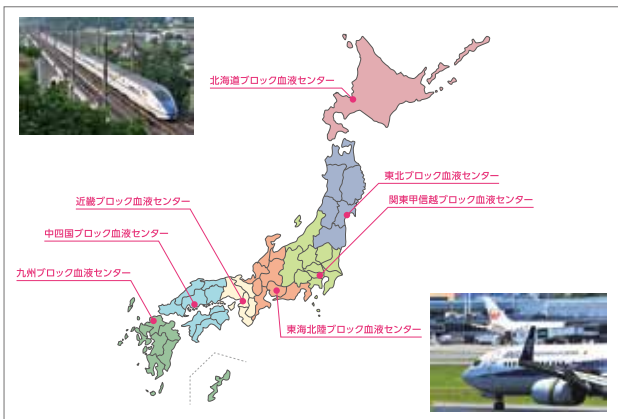 北海道ブロック血液センター
東北ブロック血液センター
近畿ブロック血液センター
関東甲信越ブロック血液センター
中四国ブロック血液センター
九州ブロック血液センター
東海北陸ブロック血液センター